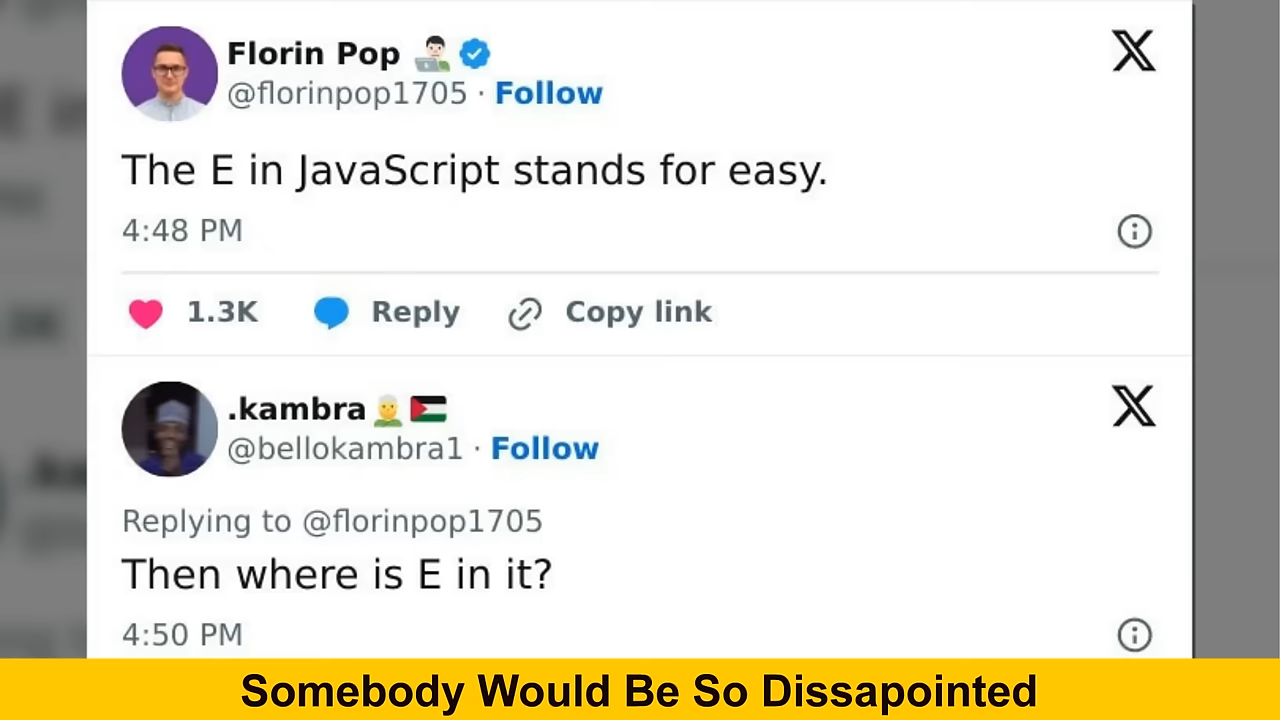 Florin Pop
@florinpop1705 · Follow
The E in JavaScript stands for easy.
4:48 PM
1.3K Reply Copy link
.kambra
@bellokambra1 · Follow
Replying to @florinpop1705
Then where is E in it?
4:50 PM
Somebody Would Be So Dissapointed